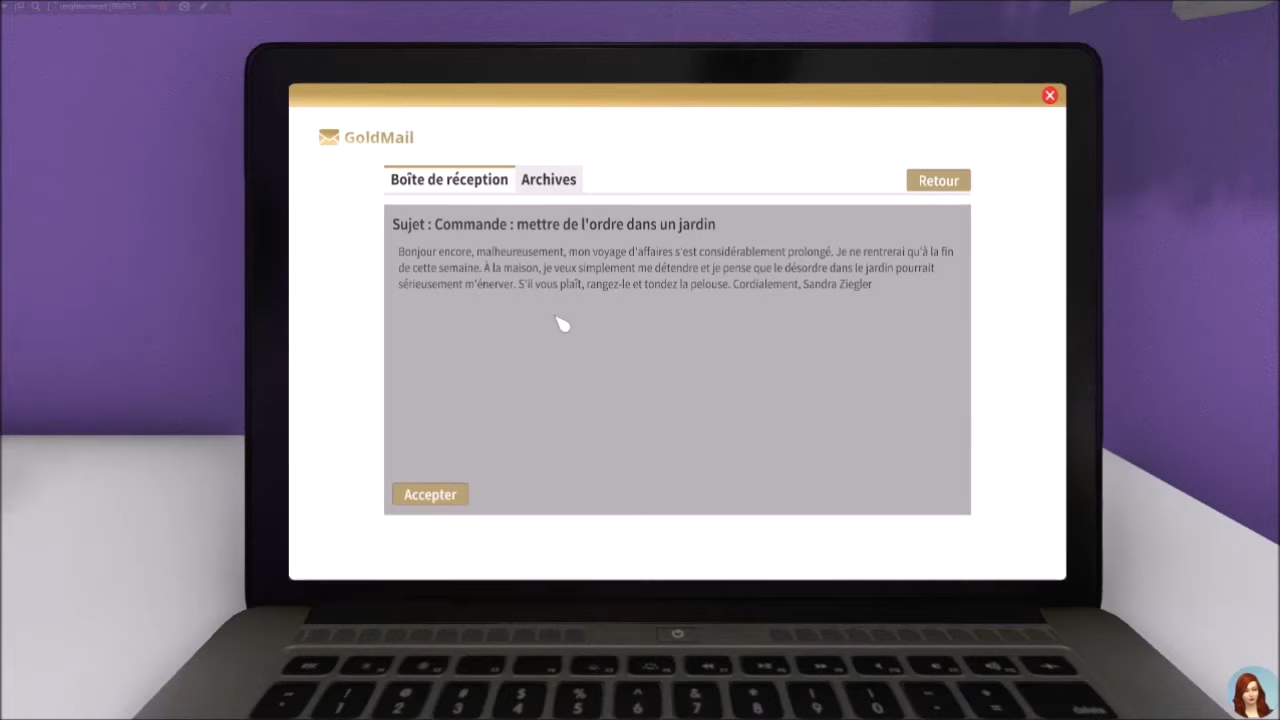 GoldMail
Boîte de réception
Archives
Retour
Sujet : Commande : mettre de l'ordre dans un jardin
Bonjour encore, malheureusement, mon voyage d'affaires s'est considérablement prolongé. Je ne rentrerai qu'à la fin
de cette semaine. À la maison, je veux simplement me détendre et je pense que le désordre dans le jardin pourrait
sérieusement m'énerver. S'il vous plaît, rangez-le et tondez la pelouse. Cordialement, Sandra Ziegler
Accepter